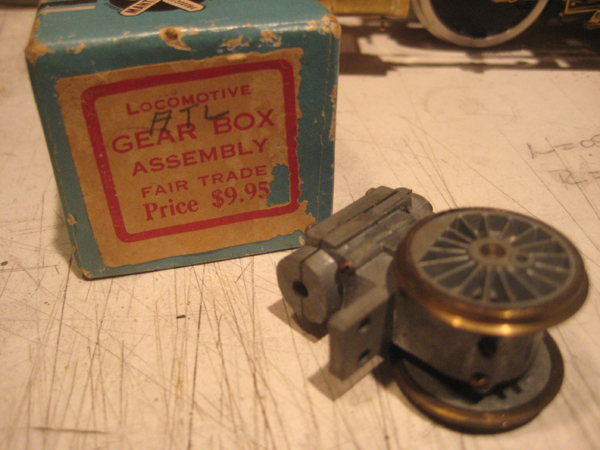 LOCOMOTIVE
ATL
GEAR BOX
ASSEMBLY
FAIR TRADE
Price $9.95